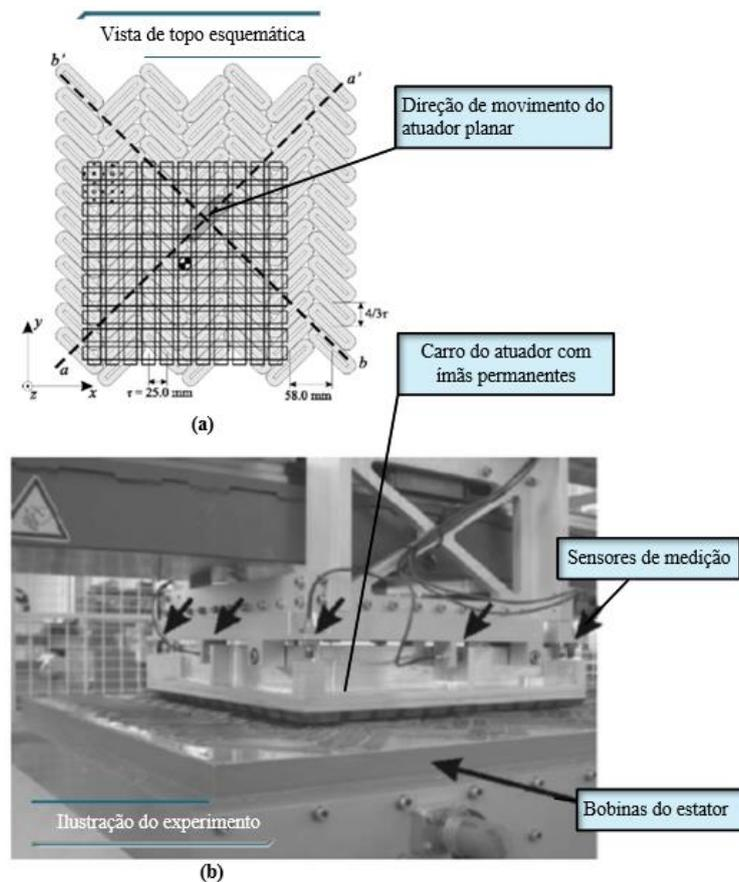 Vista de topo esquemática
b'
a'
Direção de movimento do
atuador planar
4/3τ
y
a
b
z
x
τ = 25.0 mm
58.0 mm
(a)
Carro do atuador com
ímãs permanentes
Sensores de medição
Bobinas do estator
Ilustração do experimento
(b)